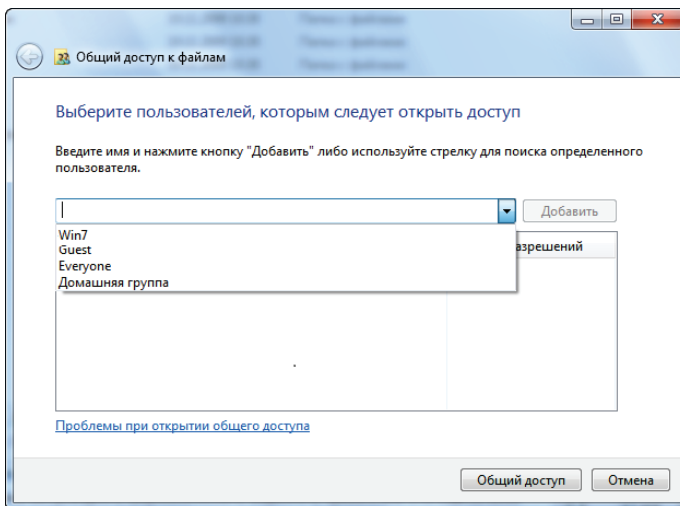 Общий доступ к файлам
Выберите пользователей, которым следует открыть доступ
Введите имя и нажмите кнопку "Добавить" либо используйте стрелку для поиска определенного
пользователя.
Добавить
Win7
Guest
Everyone
Домашняя группа
азрешений
Проблемы при открытии общего доступа
Общий доступ
Отмена